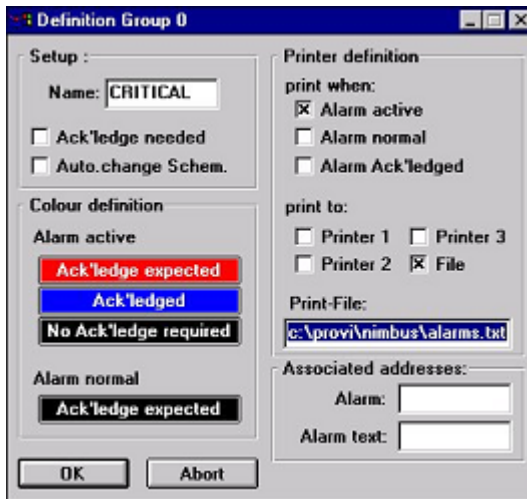 Definition Group 0
Setup :
Name: CRITICAL
Ack'ledge needed
Auto.change Schem.
Colour definition
Alarm active
Ack'ledge expected
Ack'ledged
No Ack'ledge required
Alarm normal
Ack'ledge expected
OK Abort
Printer definition
print when:
Alarm active
Alarm normal
Alarm Ack'ledged
print to:
Printer 1 Printer 3
Printer 2 File
Print-File:
c:\provi\nimbus\alarms.txt
Associated addresses:
Alarm:
Alarm text: